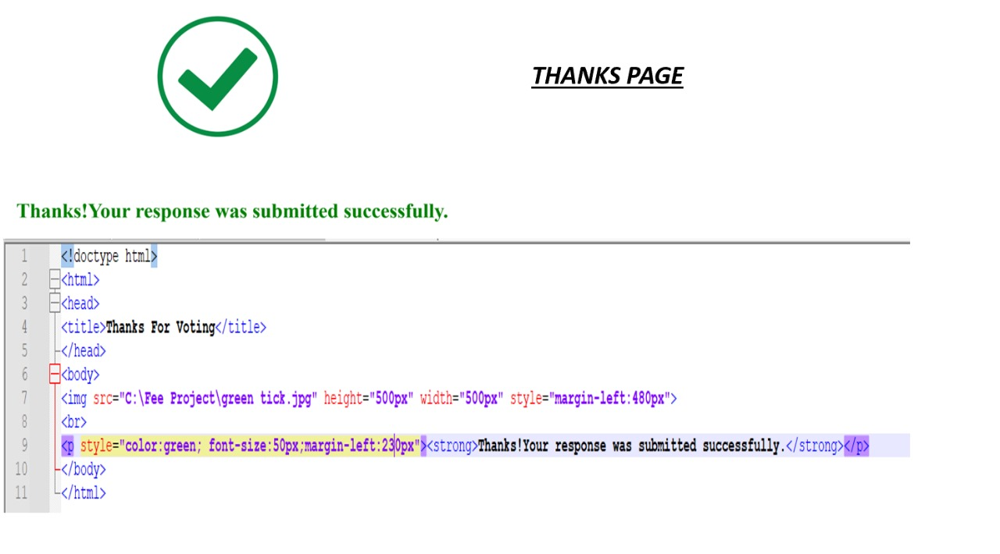 THANKS PAGE
Thanks!Your response was submitted successfully.
1 <!doctype html>
2 <html>
3 <head>
4 <title>Thanks For Voting</title>
5 </head>
6 <body>
7 <img src="C:\Fee Project\green tick.jpg" height="500px" width="500px" style="margin-left:480px">
8 <br>
9 <p style="color:green; font-size:50px;margin-left:230px"><strong>Thanks!Your response was submitted successfully.</strong></p>
10 </body>
11 </html>